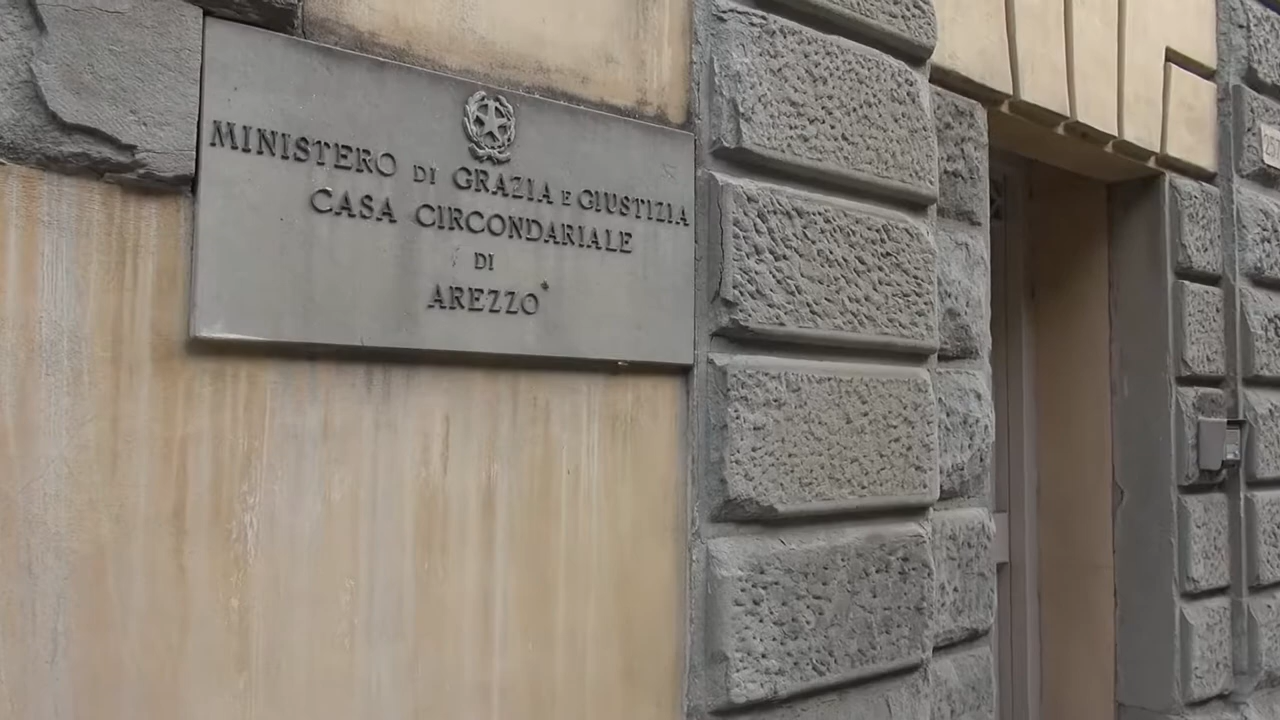 MINISTERO DI GRAZIA E GIUSTIZIA
CASA CIRCONDARIALE
DI
AREZZO